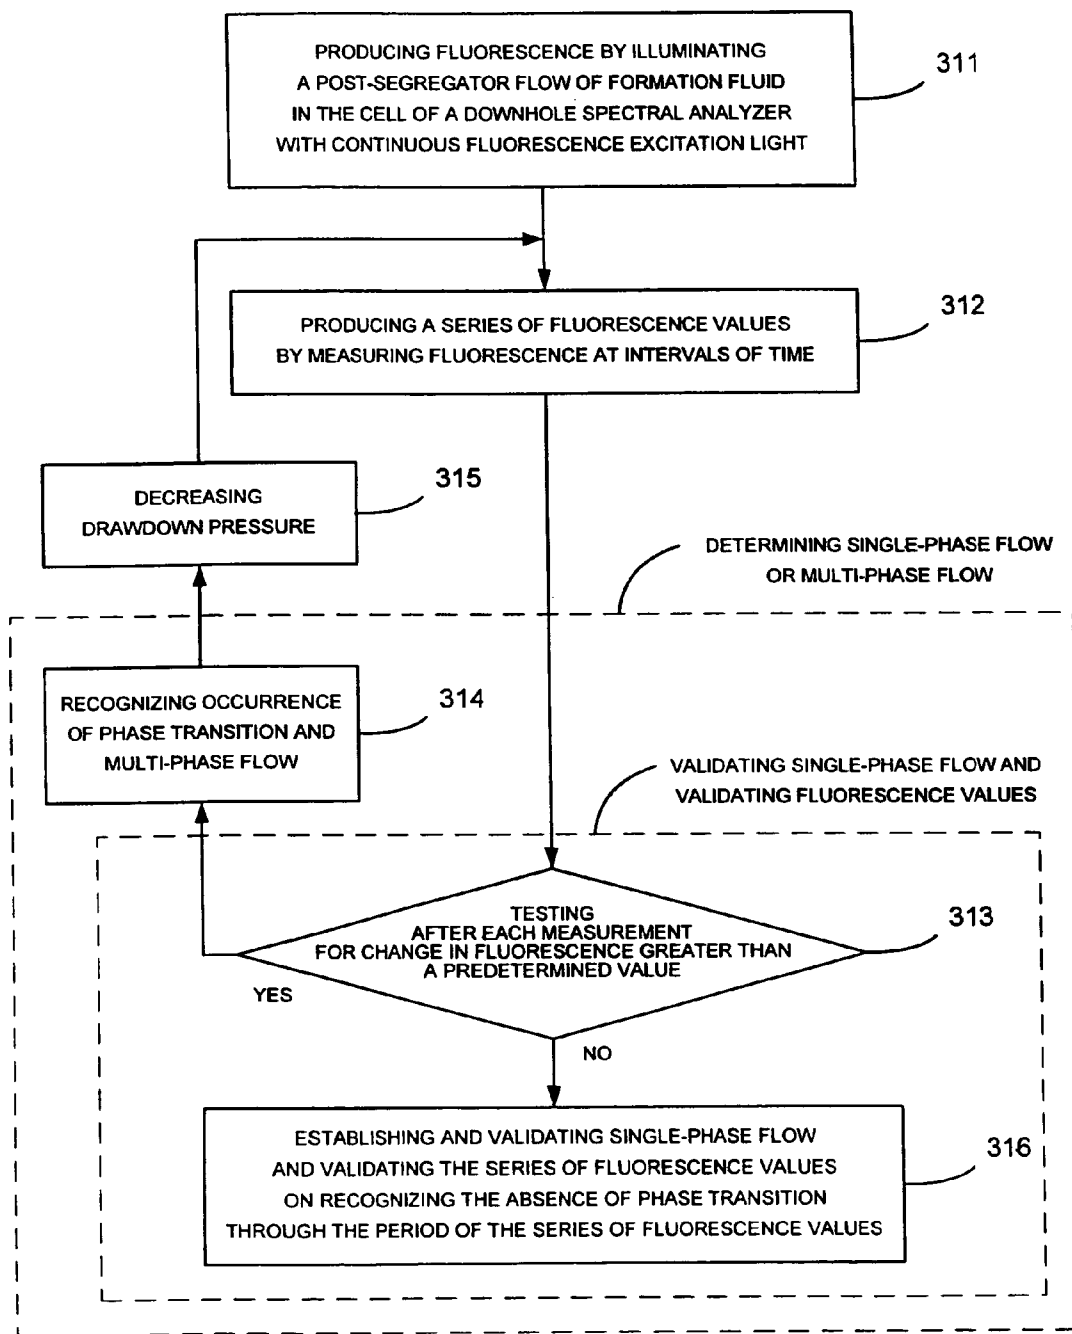 PRODUCING FLUORESCENCE BY ILLUMINATING
A POST-SEGREGATOR FLOW OF FORMATION FLUID
IN THE CELL OF A DOWNHOLE SPECTRAL ANALYZER
WITH CONTINUOUS FLUORESCENCE EXCITATION LIGHT
311
PRODUCING A SERIES OF FLUORESCENCE VALUES
BY MEASURING FLUORESCENCE AT INTERVALS OF TIME
312
DECREASING
DRAWDOWN PRESSURE
315
DETERMINING SINGLE-PHASE FLOW
OR MULTI-PHASE FLOW
RECOGNIZING OCCURRENCE
OF PHASE TRANSITION AND
MULTI-PHASE FLOW
314
VALIDATING SINGLE-PHASE FLOW AND
VALIDATING FLUORESCENCE VALUES
TESTING
AFTER EACH MEASUREMENT
FOR CHANGE IN FLUORESCENCE GREATER THAN
A PREDETERMINED VALUE
313
YES
NO
ESTABLISHING AND VALIDATING SINGLE-PHASE FLOW
AND VALIDATING THE SERIES OF FLUORESCENCE VALUES
ON RECOGNIZING THE ABSENCE OF PHASE TRANSITION
THROUGH THE PERIOD OF THE SERIES OF FLUORESCENCE VALUES
316